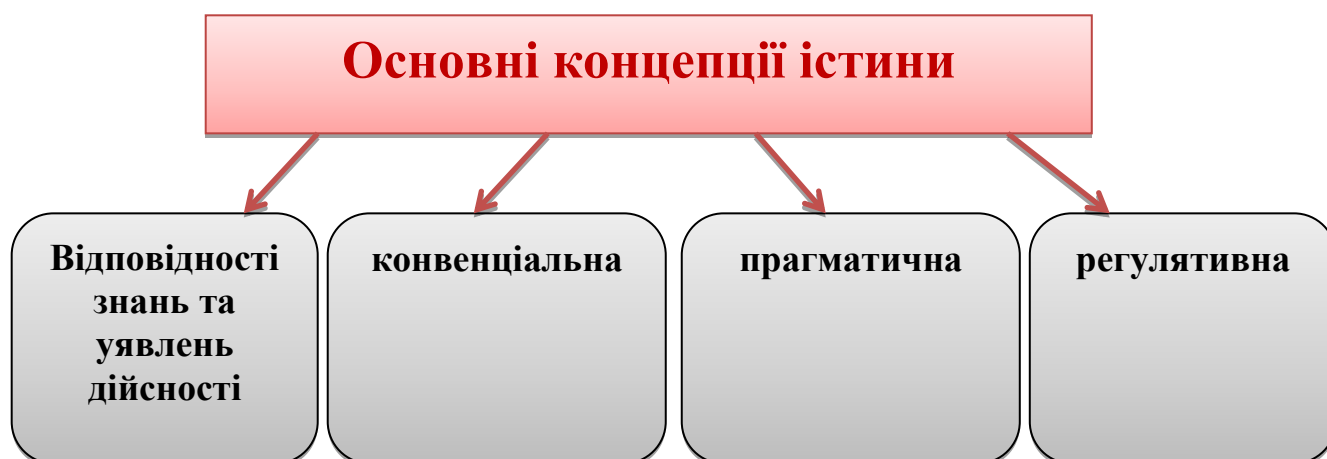 Основні концепції істини
Відповідності
знань та
уявлень
дійсності
конвенціальна
прагматична
регулятивна